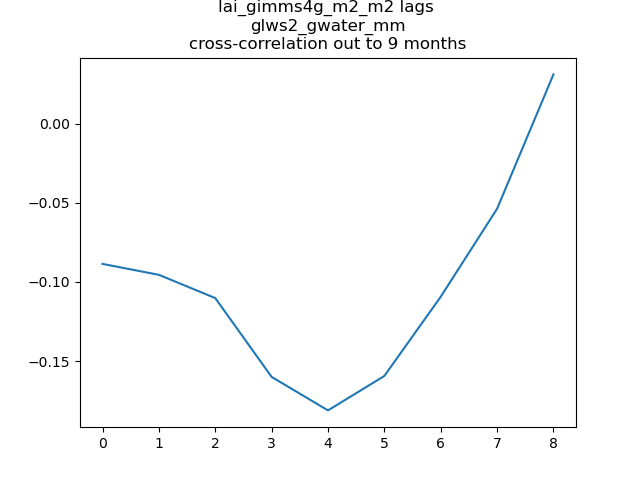 lai_gimms4g_m2_m2 lags
glws2_gwater_mm
cross-correlation out to 9 months
0.00
−0.05
−0.10
−0.15
0 1 2 3 4 5 6 7 8